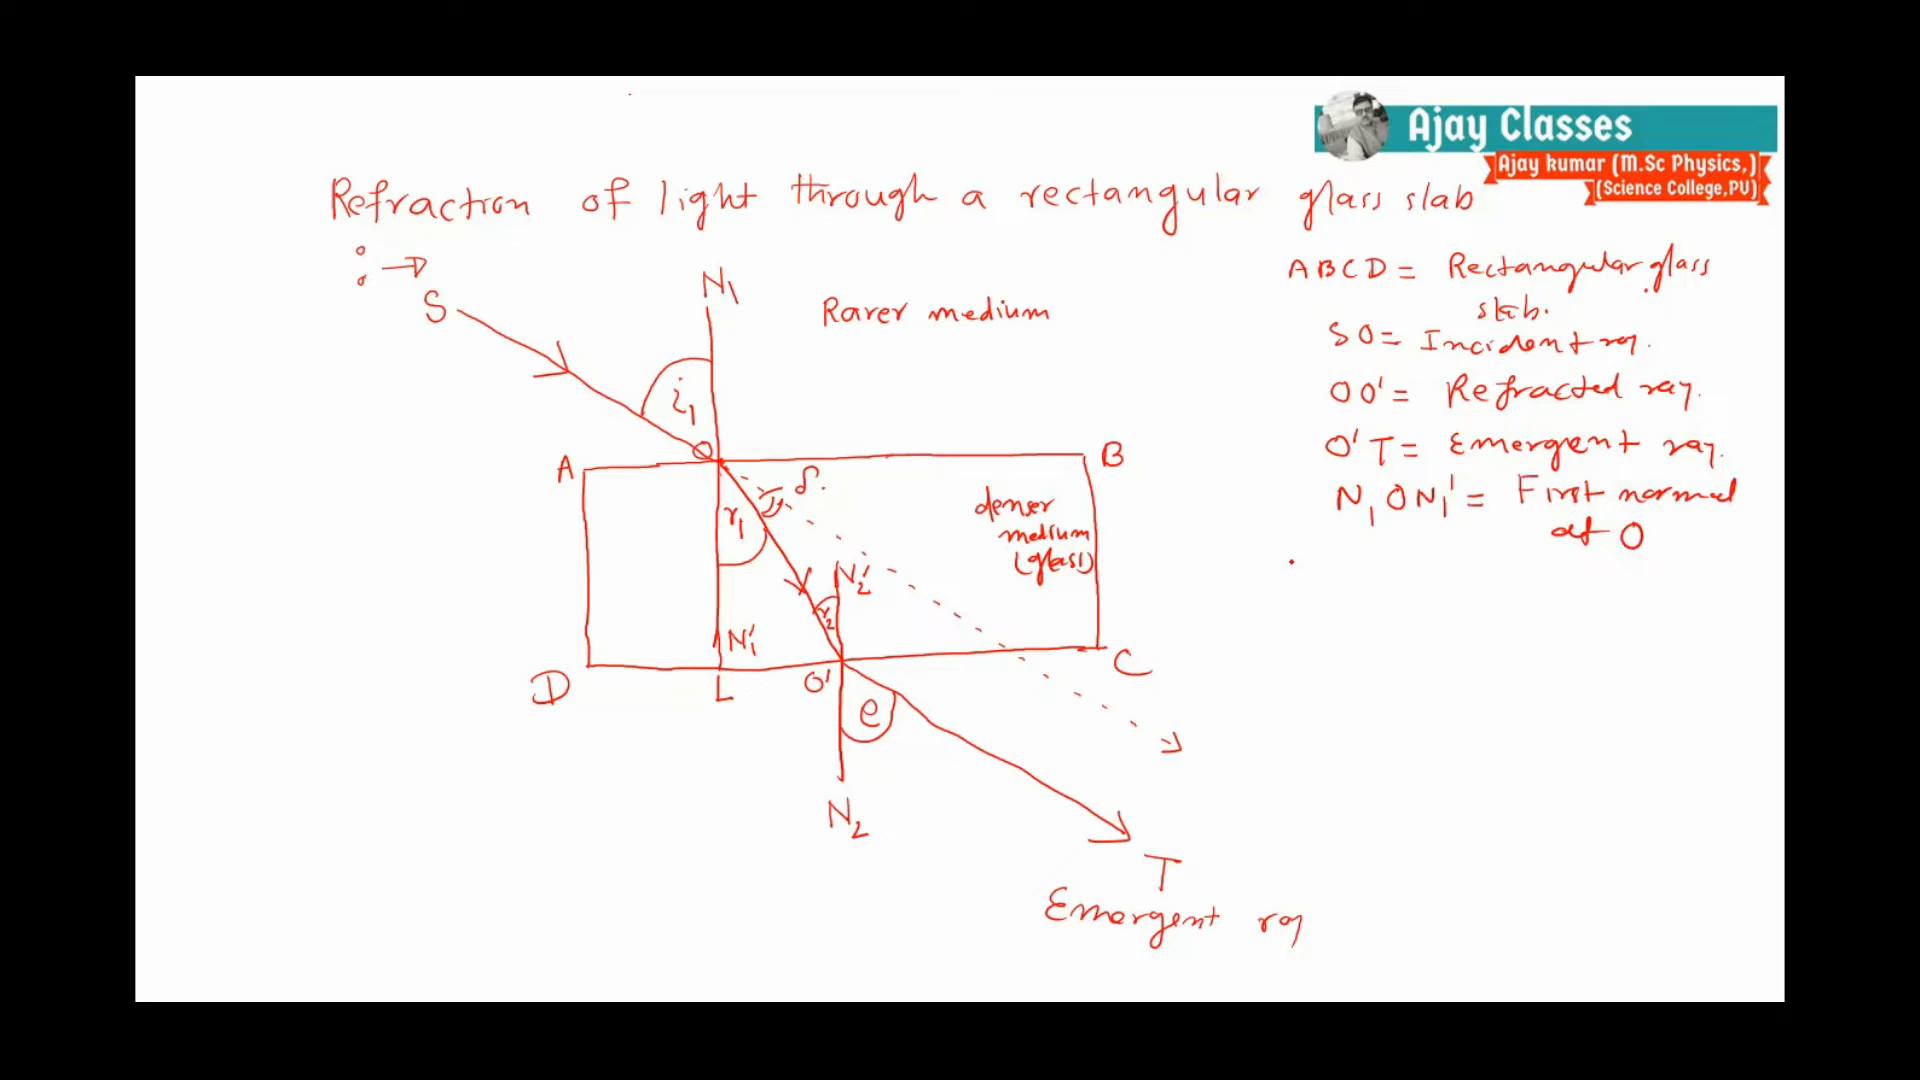 Ajay Classes
Ajay kumar (M.Sc Physics,)
(Science College,PU)
Refraction of light through a rectangular glass slab
:→
S
N₁
Rarer medium
i₁
O
A
B
δ.
r₁
denser
medium
(glass)
N₂'
r₂
N₁'
D
L
O'
C
e
N₂
T
Emergent ray
ABCD = Rectangular glass
slab.
SO = Incident ray.
OO' = Refracted ray.
O'T = Emergent ray.
N₁ON₁' = First normal
at O